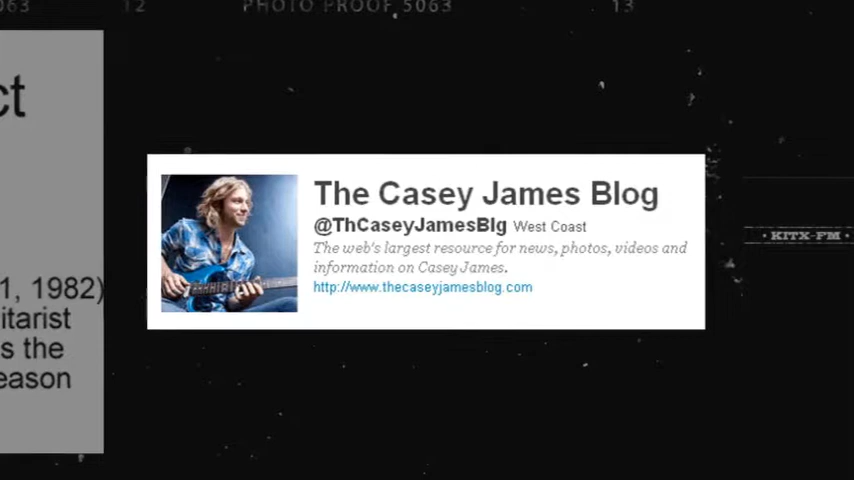 063 12 PHOTO PROOF 5063 13
ct
1, 1982)
itarist
s the
eason
The Casey James Blog
@ThCaseyJamesBlg West Coast
The web's largest resource for news, photos, videos and
information on Casey James.
http://www.thecaseyjamesblog.com
• KITX-FM •